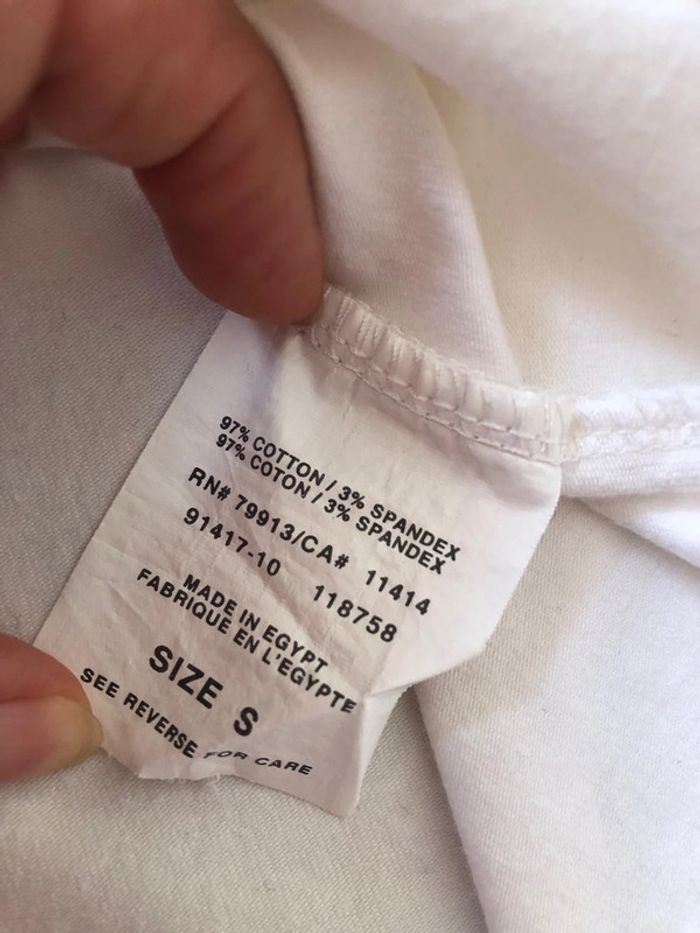 97% COTTON / 3% SPANDEX
97% COTON / 3% SPANDEX
RN# 79913/CA# 11414
91417-10 118758
MADE IN EGYPT
FABRIQUE EN L'EGYPTE
SIZE S
SEE REVERSE FOR CARE